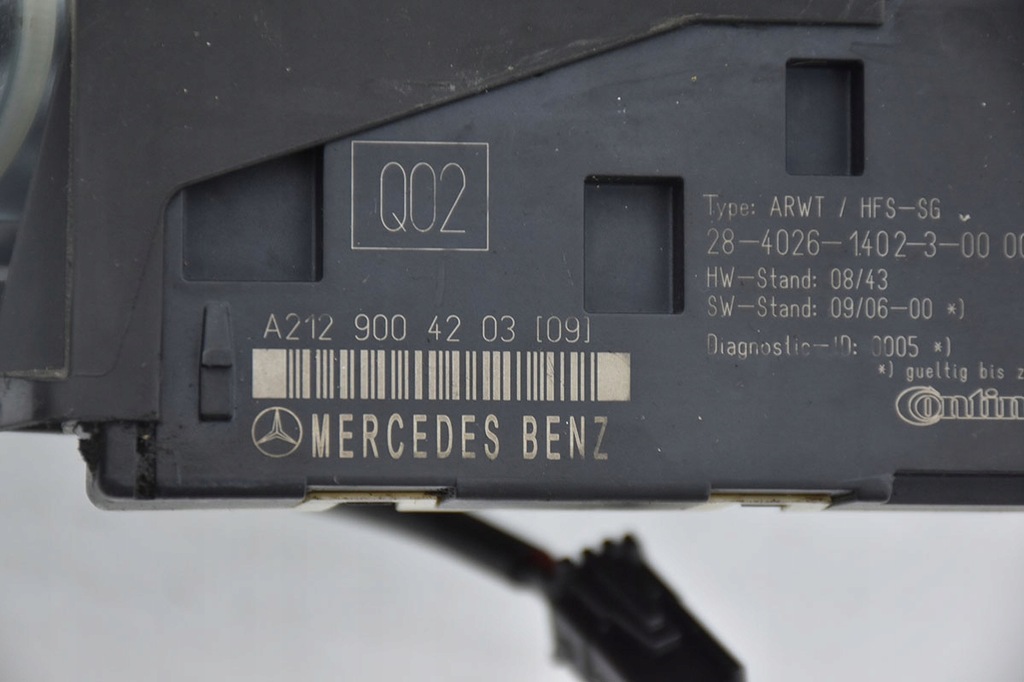 Q02
A212 900 42 03 [09]
MERCEDES BENZ
Type: ARWT / HFS-SG
28-4026-1402-3-00 00
HW-Stand: 08/43
SW-Stand: 09/06-00 *)
Diagnostic-ID: 0005 *)
*) gueltig bis